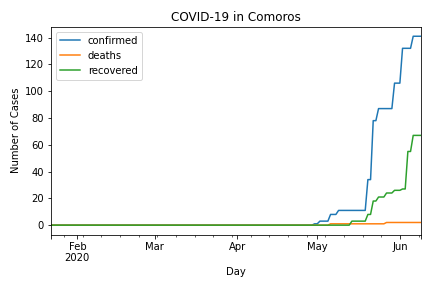 COVID-19 in Comoros
confirmed
deaths
recovered
Number of Cases
140
120
100
80
60
40
20
0
Feb
2020
Mar
Apr
May
Jun
Day